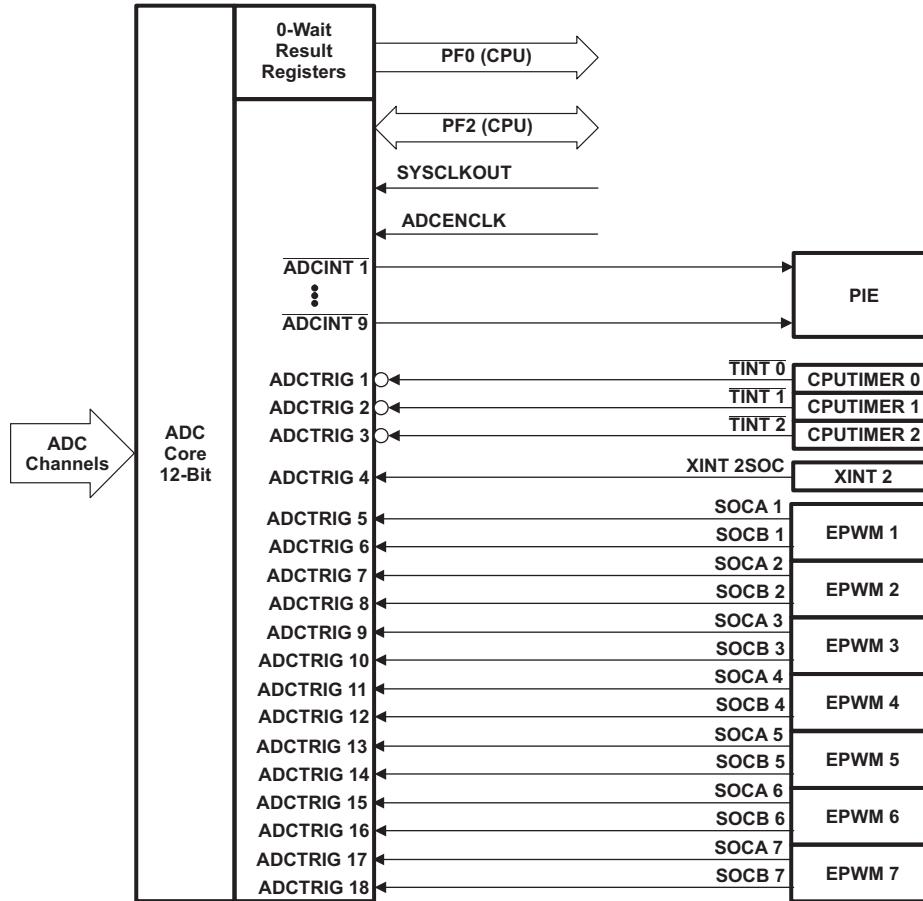 0-Wait
Result
Registers
PF0 (CPU)
PF2 (CPU)
SYSCLKOUT
ADCENCLK
ADCINT 1
PIE
ADCINT 9
TINT 0
ADCTRIG 1
CPUTIMER 0
TINT 1
ADCTRIG 2
CPUTIMER 1
TINT 2
ADCTRIG 3
CPUTIMER 2
ADC
Channels
ADC
Core
12-Bit
XINT 2SOC
ADCTRIG 4
XINT 2
SOCA 1
ADCTRIG 5
EPWM 1
SOCB 1
ADCTRIG 6
SOCA 2
ADCTRIG 7
EPWM 2
SOCB 2
ADCTRIG 8
SOCA 3
ADCTRIG 9
EPWM 3
SOCB 3
ADCTRIG 10
SOCA 4
ADCTRIG 11
EPWM 4
SOCB 4
ADCTRIG 12
SOCA 5
ADCTRIG 13
EPWM 5
SOCB 5
ADCTRIG 14
SOCA 6
ADCTRIG 15
EPWM 6
SOCB 6
ADCTRIG 16
SOCA 7
ADCTRIG 17
EPWM 7
SOCB 7
ADCTRIG 18